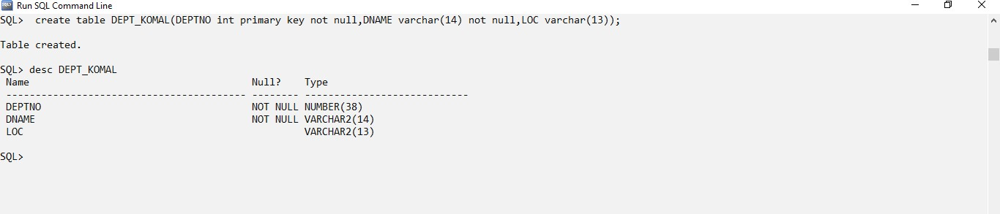 Run SQL Command Line
SQL>  create table DEPT_KOMAL(DEPTNO int primary key not null,DNAME varchar(14) not null,LOC varchar(13));
Table created.
SQL> desc DEPT_KOMAL
 Name                                      Null?    Type
 ----------------------------------------- -------- ----------------------------
 DEPTNO                                    NOT NULL NUMBER(38)
 DNAME                                     NOT NULL VARCHAR2(14)
 LOC                                                VARCHAR2(13)
SQL>